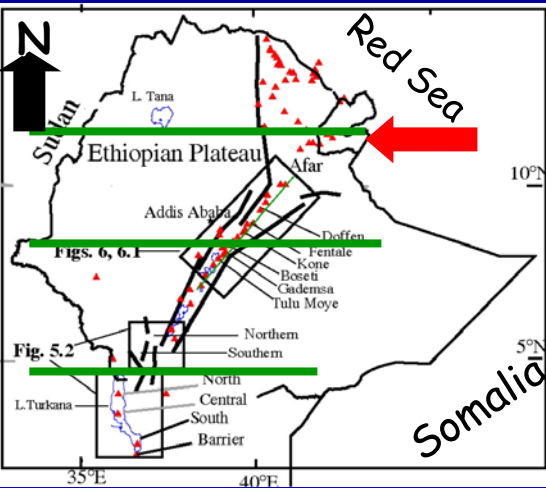 N
Red Sea
L. Tana
Sudan
Ethiopian Plateau
Afar
10°N
Addis Ababa
Doffen
Figs. 6, 6.1
Fentale
Kone
Boseti
Gademsa
Tulu Moye
Northern
Fig. 5.2
Southern
5°N
North
L.Turkana
Central
South
Barrier
Somalia
35°E
40°E